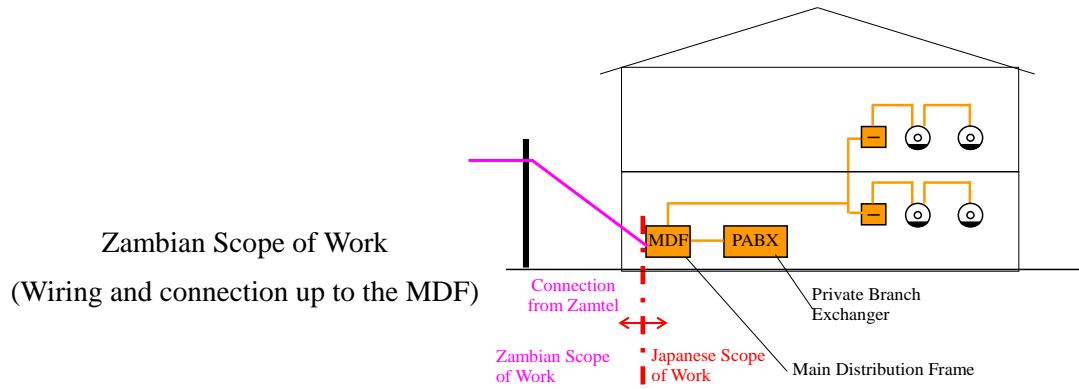 Zambian Scope of Work
(Wiring and connection up to the MDF)
MDF
PABX
Connection
from Zamtel
Private Branch
Exchanger
Zambian Scope
of Work
Japanese Scope
of Work
Main Distribution Frame